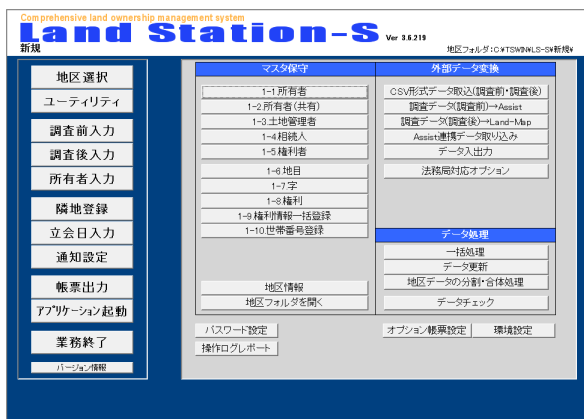 Comprehensive land ownership management system
Land Station-S Ver 3.6.219
新規
地区フォルダ:C:¥TSWIN¥LS-S¥新規¥
地区選択
ユーティリティ
調査前入力
調査後入力
所有者入力
隣地登録
立会日入力
通知設定
帳票出力
アプリケーション起動
業務終了
バージョン情報
マスタ保守
1-1.所有者
1-2.所有者(共有)
1-3.土地管理者
1-4.相続人
1-5.権利者
1-6.地目
1-7.字
1-8.権利
1-9.権利情報一括登録
1-10.世帯番号登録
地区情報
地区フォルダを開く
外部データ変換
CSV形式データ取込(調査前・調査後)
調査データ(調査前)→Assist
調査データ(調査後)→Land-Map
Assist連携データ取り込み
データ入出力
法務局対応オプション
データ処理
一括処理
データ更新
地区データの分割・合体処理
データチェック
パスワード設定
操作ログレポート
オプション帳票設定
環境設定